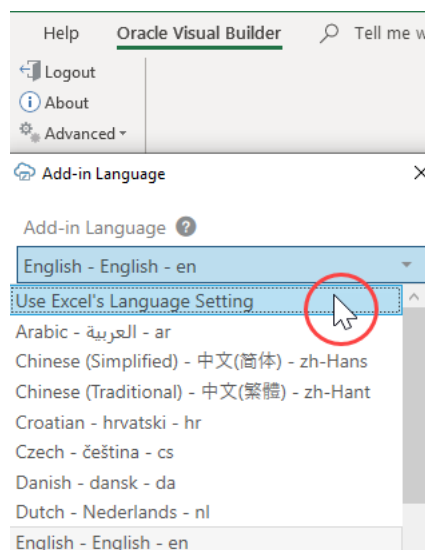 Help Oracle Visual Builder Tell me w
Logout
About
Advanced
Add-in Language
Add-in Language ?
English - English - en
Use Excel's Language Setting
Arabic - العربية - ar
Chinese (Simplified) - 中文(简体) - zh-Hans
Chinese (Traditional) - 中文(繁體) - zh-Hant
Croatian - hrvatski - hr
Czech - čeština - cs
Danish - dansk - da
Dutch - Nederlands - nl
English - English - en